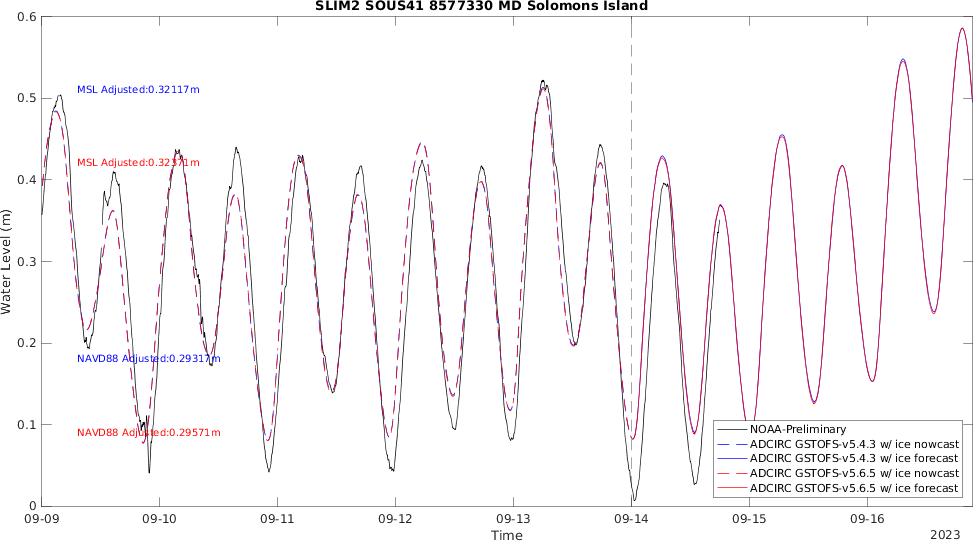 SLIM2 SOUS41 8577330 MD Solomons Island
0.6
0.5
0.4
0.3
0.2
0.1
0
Water Level (m)
MSL Adjusted:0.32117m
MSL Adjusted:0.32371m
NAVD88 Adjusted:0.29317m
NAVD88 Adjusted:0.29571m
NOAA-Preliminary
ADCIRC GSTOFS-v5.4.3 w/ ice nowcast
ADCIRC GSTOFS-v5.4.3 w/ ice forecast
ADCIRC GSTOFS-v5.6.5 w/ ice nowcast
ADCIRC GSTOFS-v5.6.5 w/ ice forecast
09-09 09-10 09-11 09-12 09-13 09-14 09-15 09-16
Time
2023